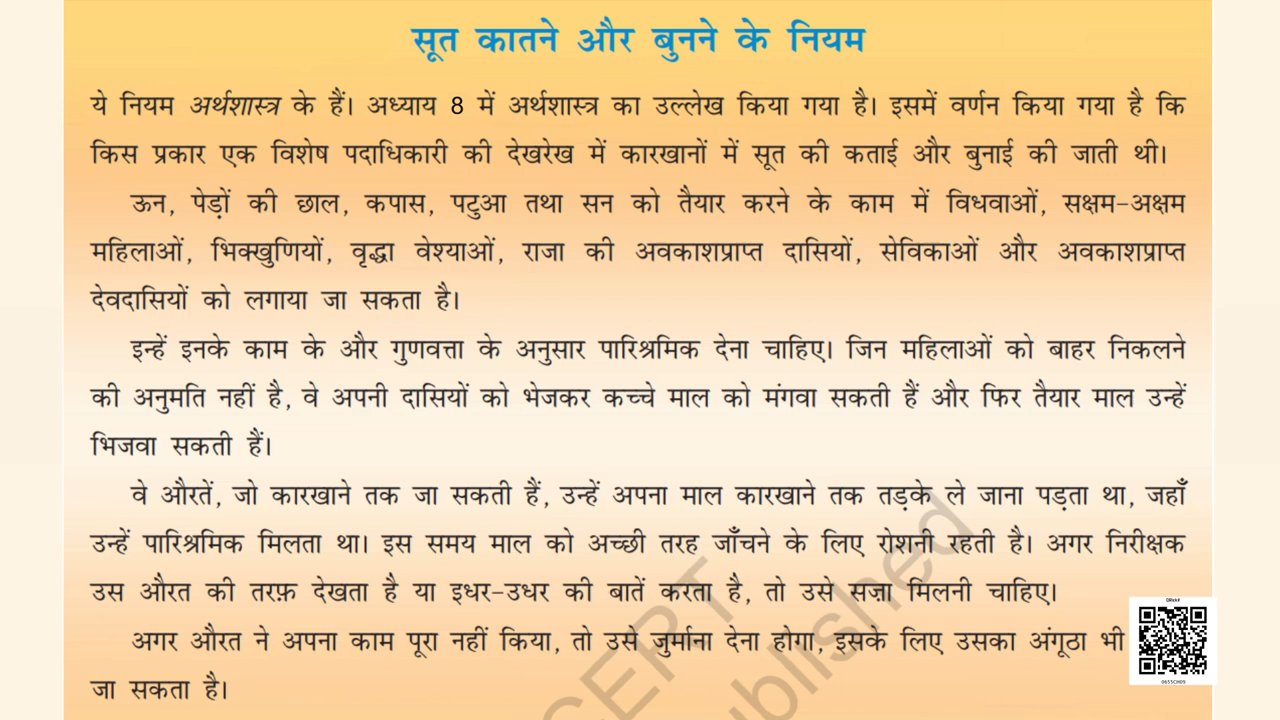 सूत कातने और बुनने के नियम
ये नियम अर्थशास्त्र के हैं। अध्याय 8 में अर्थशास्त्र का उल्लेख किया गया है। इसमें वर्णन किया गया है कि
किस प्रकार एक विशेष पदाधिकारी की देखरेख में कारखानों में सूत की कताई और बुनाई की जाती थी।
ऊन, पेड़ों की छाल, कपास, पटुआ तथा सन को तैयार करने के काम में विधवाओं, सक्षम-अक्षम
महिलाओं, भिक्खुणियों, वृद्धा वेश्याओं, राजा की अवकाशप्राप्त दासियों, सेविकाओं और अवकाशप्राप्त
देवदासियों को लगाया जा सकता है।
इन्हें इनके काम के और गुणवत्ता के अनुसार पारिश्रमिक देना चाहिए। जिन महिलाओं को बाहर निकलने
की अनुमति नहीं है, वे अपनी दासियों को भेजकर कच्चे माल को मंगवा सकती हैं और फिर तैयार माल उन्हें
भिजवा सकती हैं।
वे औरतें, जो कारखाने तक जा सकती हैं, उन्हें अपना माल कारखाने तक तड़के ले जाना पड़ता था, जहाँ
उन्हें पारिश्रमिक मिलता था। इस समय माल को अच्छी तरह जाँचने के लिए रोशनी रहती है। अगर निरीक्षक
उस औरत की तरफ़ देखता है या इधर-उधर की बातें करता है, तो उसे सज़ा मिलनी चाहिए।
अगर औरत ने अपना काम पूरा नहीं किया, तो उसे जुर्माना देना होगा, इसके लिए उसका अंगूठा भी
जा सकता है।
0655CH09